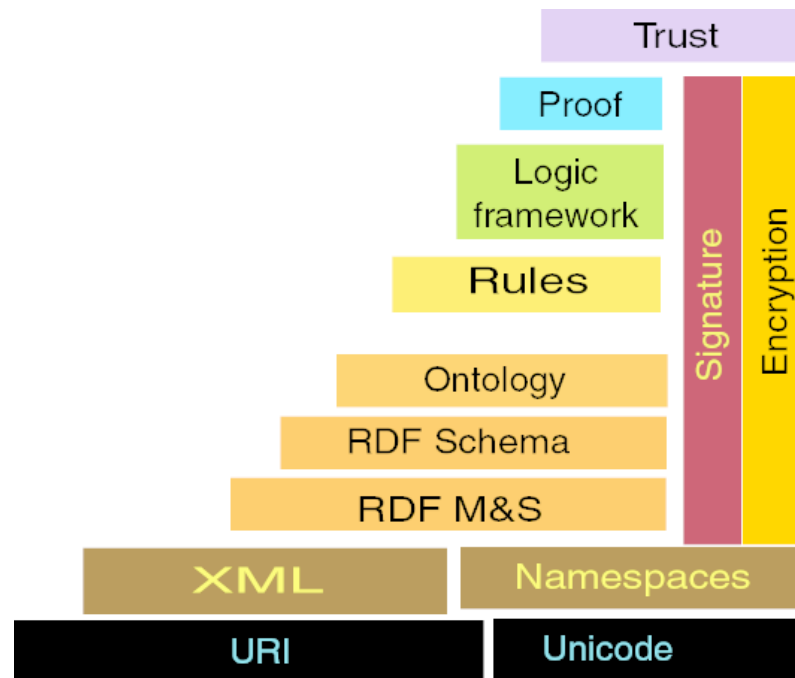 Trust
Proof
Logic
framework
Rules
Ontology
RDF Schema
RDF M&S
Signature
Encryption
XML
Namespaces
URI
Unicode